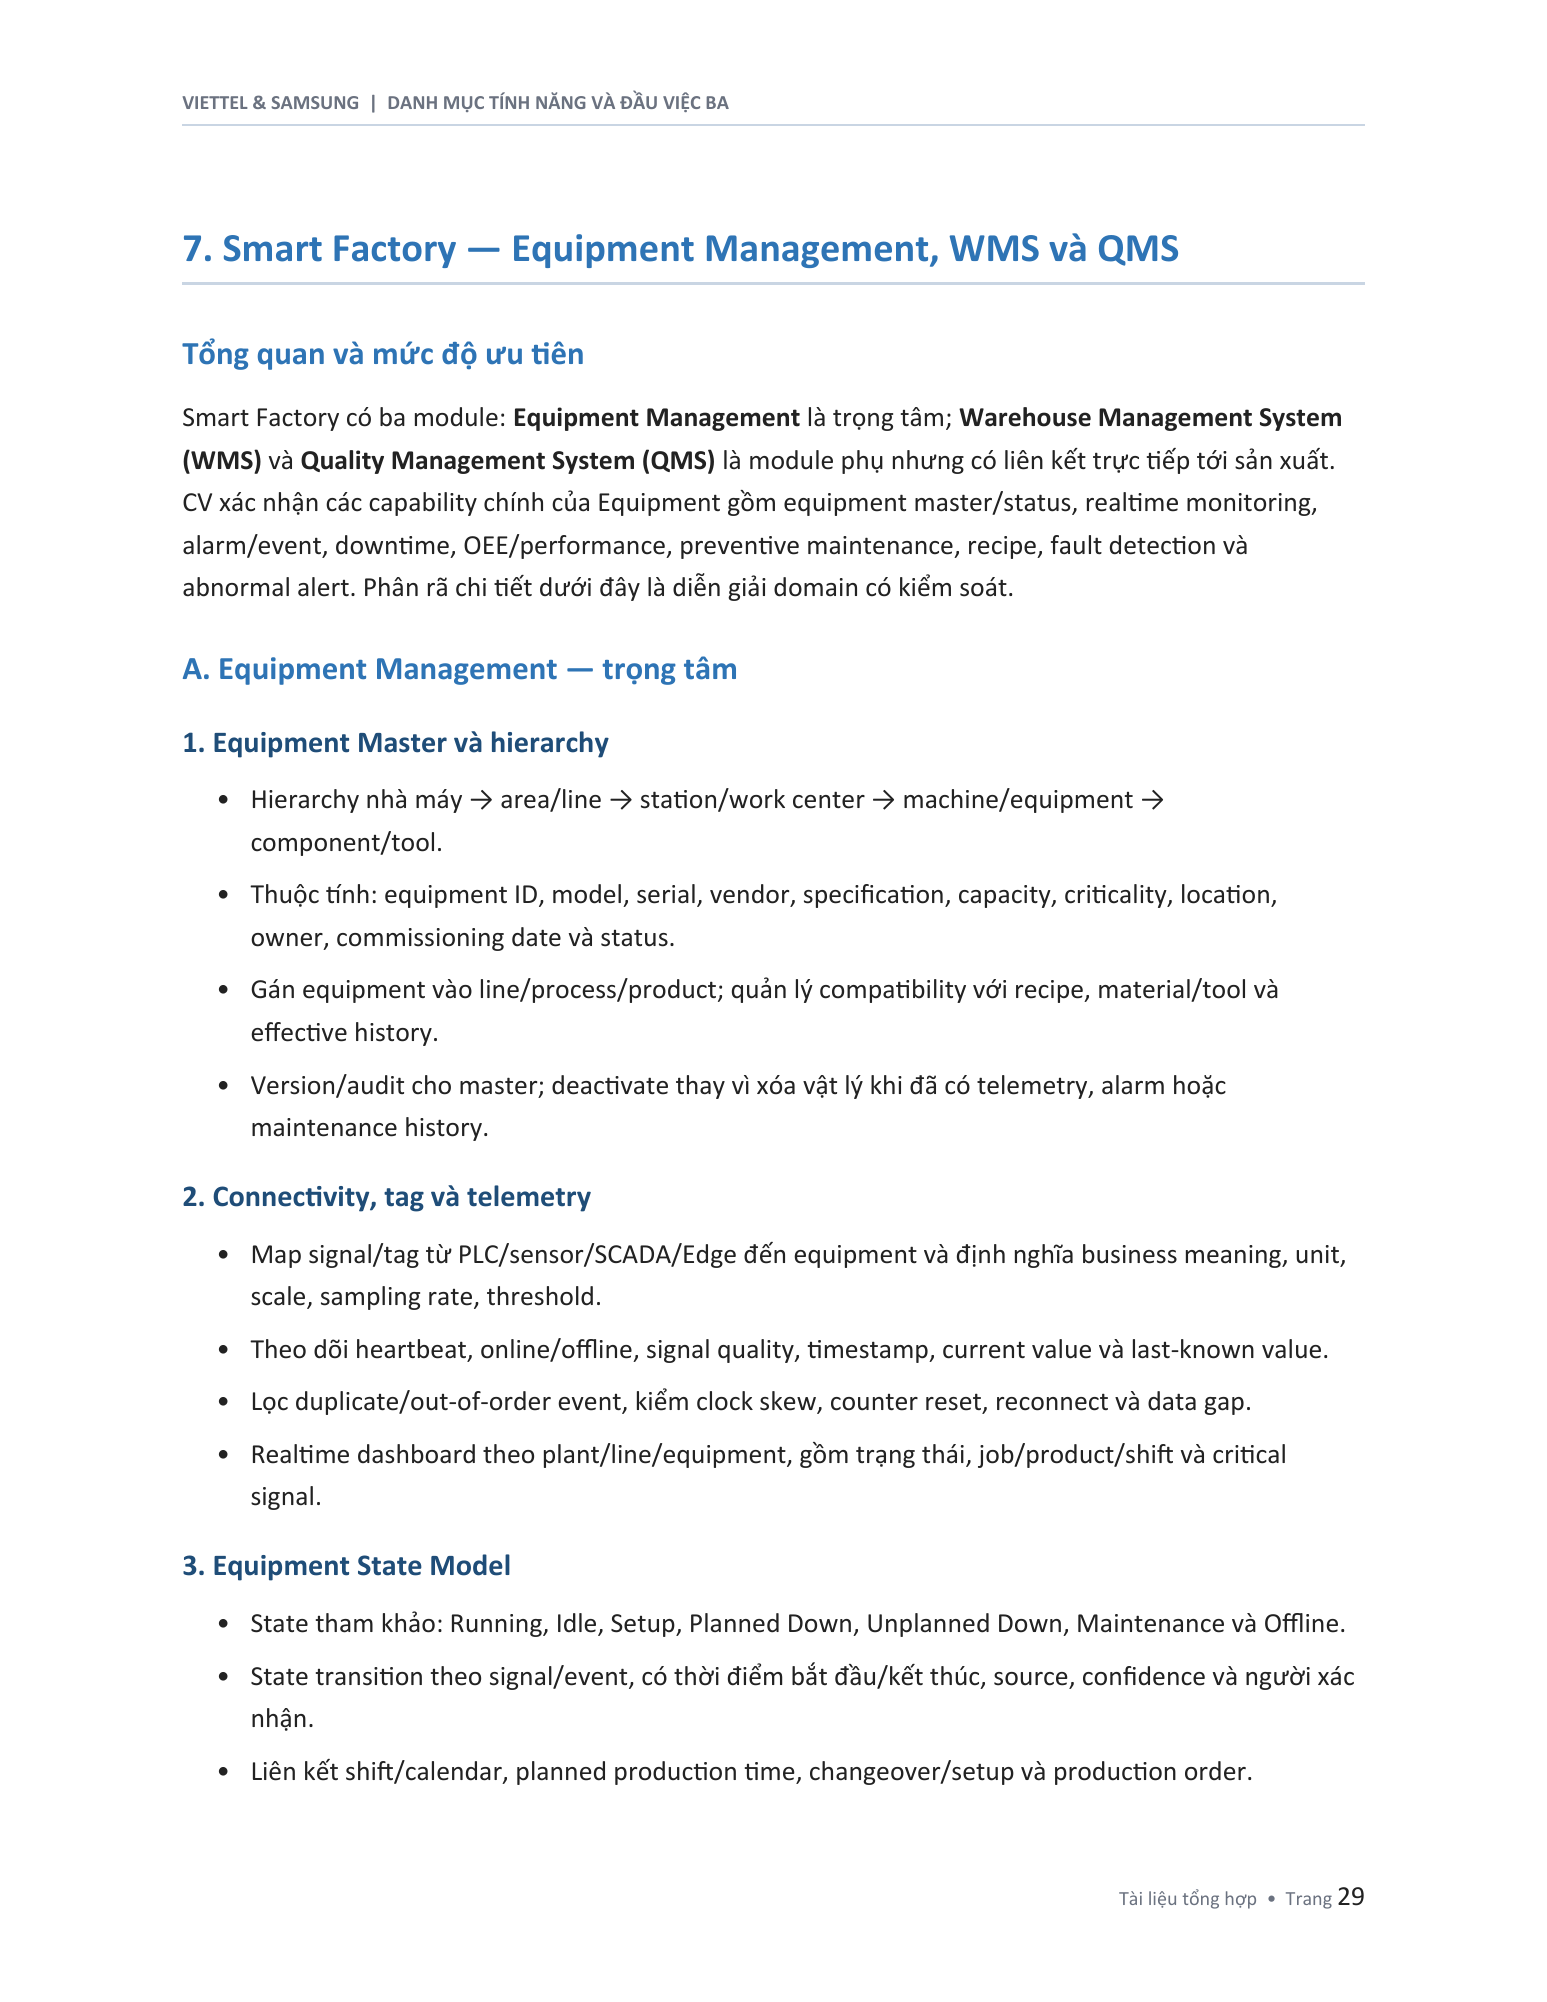 VIETTEL & SAMSUNG | DANH MỤC TÍNH NĂNG VÀ ĐẦU VIỆC BA
7. Smart Factory — Equipment Management, WMS và QMS
Tổng quan và mức độ ưu tiên
Smart Factory có ba module: Equipment Management là trọng tâm; Warehouse Management System
(WMS) và Quality Management System (QMS) là module phụ nhưng có liên kết trực tiếp tới sản xuất.
CV xác nhận các capability chính của Equipment gồm equipment master/status, realtime monitoring,
alarm/event, downtime, OEE/performance, preventive maintenance, recipe, fault detection và
abnormal alert. Phân rã chi tiết dưới đây là diễn giải domain có kiểm soát.
A. Equipment Management — trọng tâm
1. Equipment Master và hierarchy
• Hierarchy nhà máy → area/line → station/work center → machine/equipment →
component/tool.
• Thuộc tính: equipment ID, model, serial, vendor, specification, capacity, criticality, location,
owner, commissioning date và status.
• Gán equipment vào line/process/product; quản lý compatibility với recipe, material/tool và
effective history.
• Version/audit cho master; deactivate thay vì xóa vật lý khi đã có telemetry, alarm hoặc
maintenance history.
2. Connectivity, tag và telemetry
• Map signal/tag từ PLC/sensor/SCADA/Edge đến equipment và định nghĩa business meaning, unit,
scale, sampling rate, threshold.
• Theo dõi heartbeat, online/offline, signal quality, timestamp, current value và last-known value.
• Lọc duplicate/out-of-order event, kiểm clock skew, counter reset, reconnect và data gap.
• Realtime dashboard theo plant/line/equipment, gồm trạng thái, job/product/shift và critical
signal.
3. Equipment State Model
• State tham khảo: Running, Idle, Setup, Planned Down, Unplanned Down, Maintenance và Offline.
• State transition theo signal/event, có thời điểm bắt đầu/kết thúc, source, confidence và người xác
nhận.
• Liên kết shift/calendar, planned production time, changeover/setup và production order.
Tài liệu tổng hợp • Trang 29